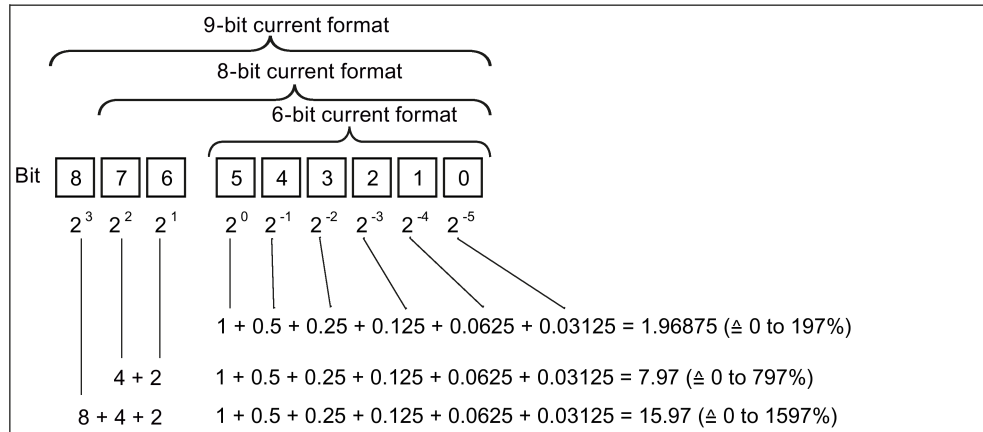 9-bit current format
8-bit current format
6-bit current format
Bit 8 7 6 5 4 3 2 1 0
2^3 2^2 2^1 2^0 2^-1 2^-2 2^-3 2^-4 2^-5
1 + 0.5 + 0.25 + 0.125 + 0.0625 + 0.03125 = 1.96875 (≙ 0 to 197%)
4 + 2 1 + 0.5 + 0.25 + 0.125 + 0.0625 + 0.03125 = 7.97 (≙ 0 to 797%)
8 + 4 + 2 1 + 0.5 + 0.25 + 0.125 + 0.0625 + 0.03125 = 15.97 (≙ 0 to 1597%)